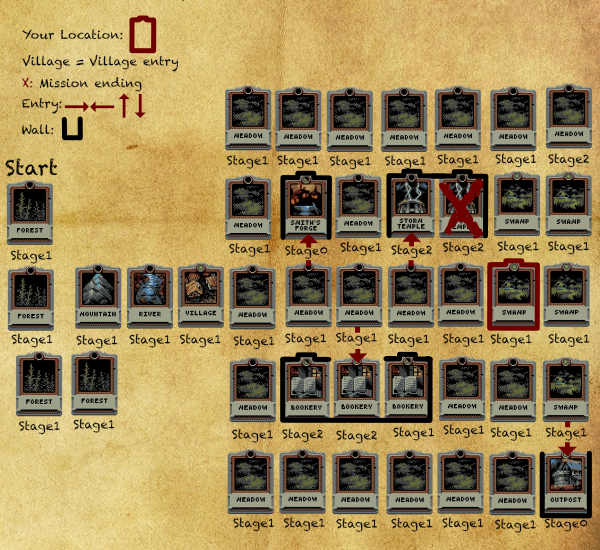 Your Location:
Village = Village entry
X: Mission ending
Entry:
Wall:
MEADOW MEADOW MEADOW MEADOW MEADOW MEADOW MEADOW
Stage1 Stage1 Stage1 Stage1 Stage1 Stage1 Stage2
Start
FOREST MEADOW SMITH'S FORGE MEADOW STORM TEMPLE SWAMP SWAMP
Stage1 Stage1 Stage0 Stage1 Stage2 Stage2 Stage1 Stage1
FOREST MOUNTAIN RIVER VILLAGE MEADOW MEADOW MEADOW MEADOW MEADOW SWAMP SWAMP
Stage1 Stage1 Stage1 Stage1 Stage1 Stage1 Stage1 Stage1 Stage1 Stage1 Stage1
FOREST FOREST MEADOW BOOKERY BOOKERY BOOKERY MEADOW MEADOW SWAMP
Stage1 Stage1 Stage1 Stage2 Stage2 Stage1 Stage1 Stage1 Stage1
MEADOW MEADOW MEADOW MEADOW MEADOW MEADOW OUTPOST
Stage1 Stage1 Stage1 Stage1 Stage1 Stage1 Stage0